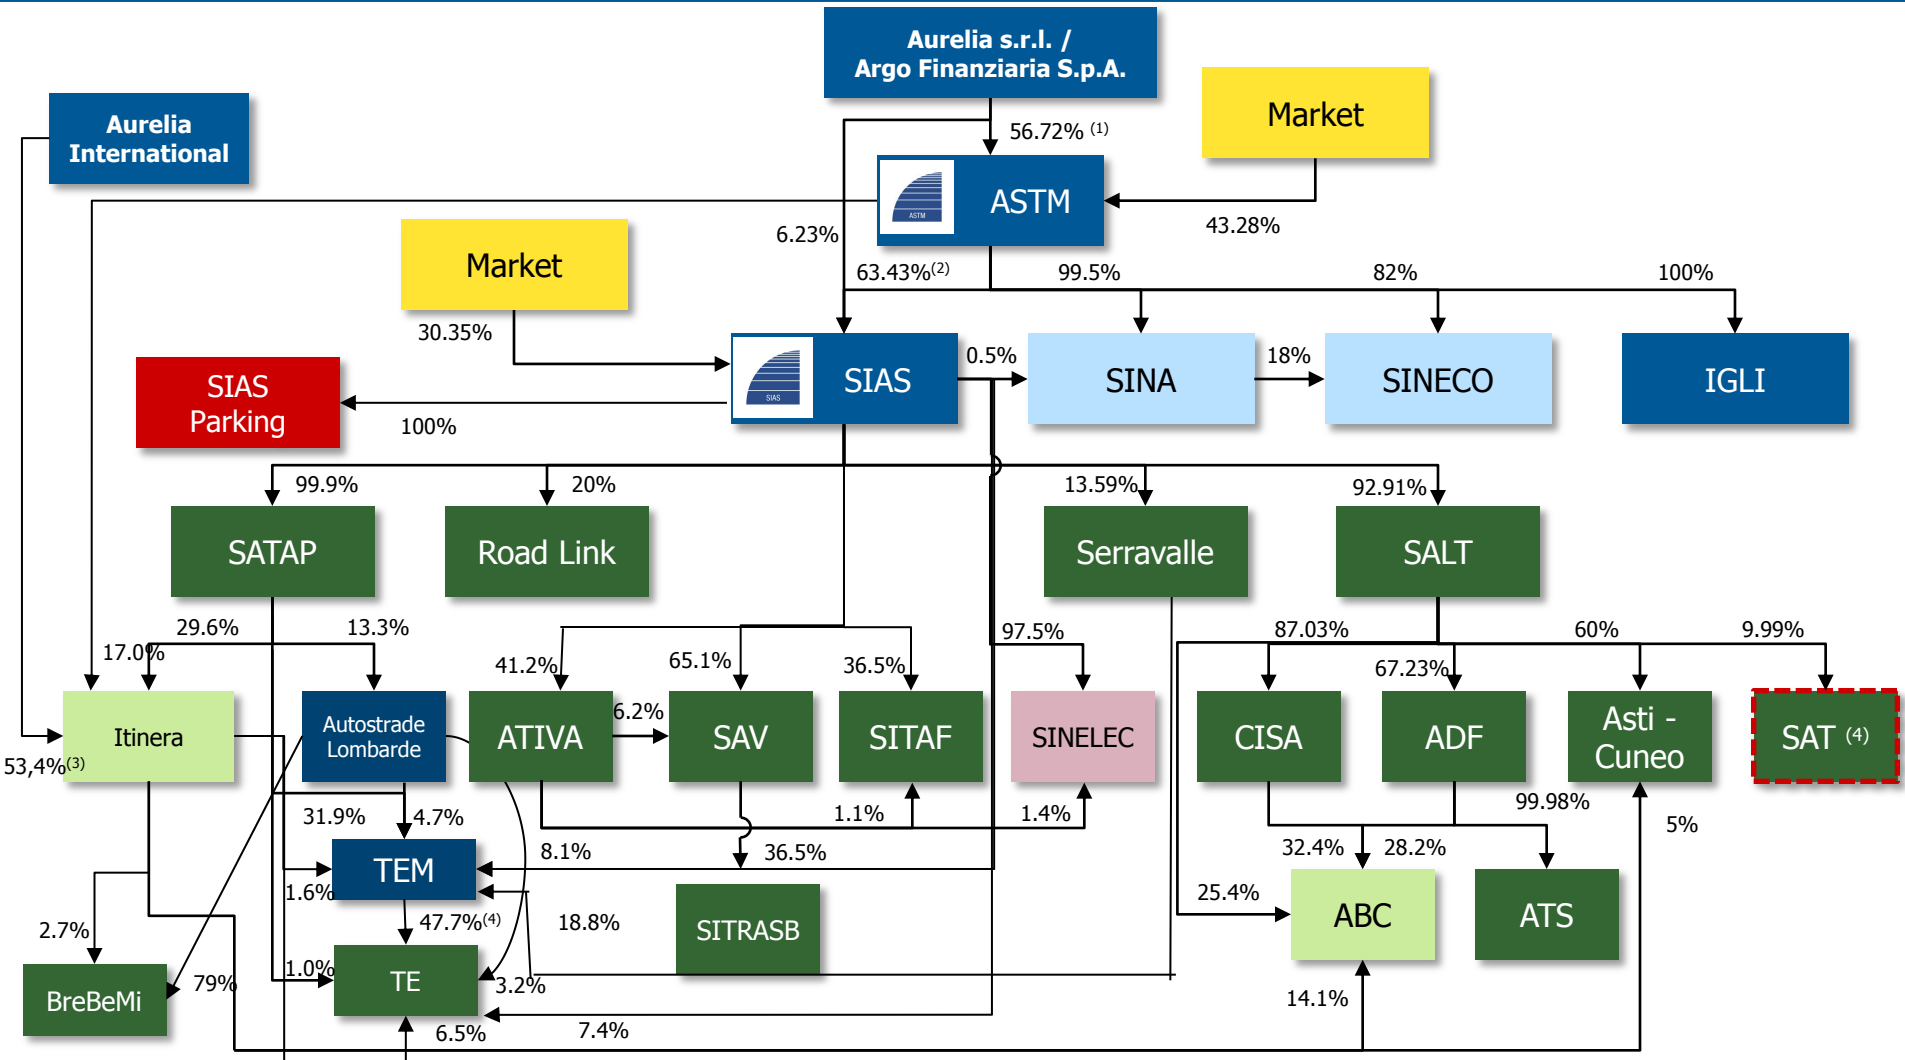 Aurelia s.r.l. /
Argo Finanziaria S.p.A.
Aurelia
International
Market
56.72% (1)
ASTM
ASTM
43.28%
6.23%
Market
63.43%(2)
99.5%
82%
100%
30.35%
SIAS
Parking
100%
SIAS
SIAS
0.5%
SINA
18%
SINECO
IGLI
99.9%
20%
13.59%
92.91%
SATAP
Road Link
Serravalle
SALT
29.6%
13.3%
17.0%
41.2%
65.1%
36.5%
97.5%
87.03%
60%
9.99%
67.23%
Itinera
Autostrade
Lombarde
ATIVA
6.2%
SAV
SITAF
SINELEC
CISA
ADF
Asti -
Cuneo
SAT (4)
53,4%(3)
31.9%
4.7%
1.1%
1.4%
99.98%
5%
TEM
8.1%
36.5%
32.4%
28.2%
1.6%
25.4%
ABC
ATS
2.7%
47.7%(4)
18.8%
SITRASB
BreBeMi
79%
1.0%
TE
3.2%
14.1%
6.5%
7.4%